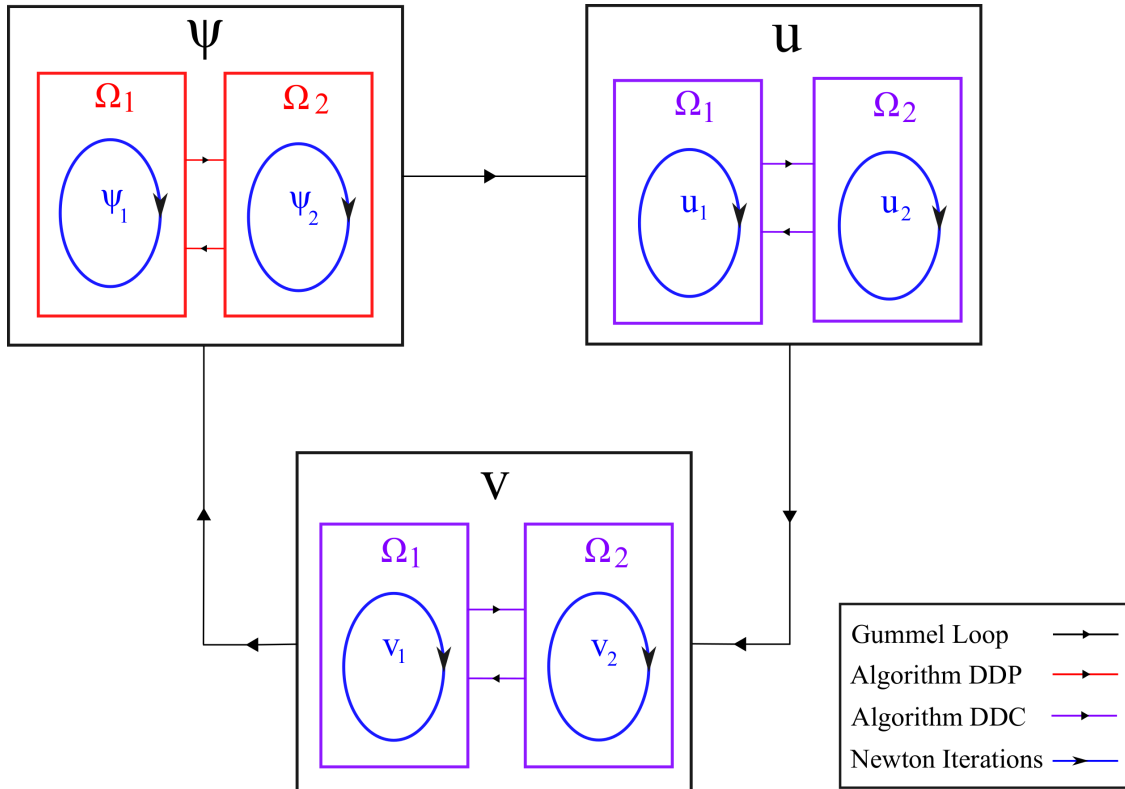 ψ
Ω1 Ω2
ψ1 ψ2
u
Ω1 Ω2
u1 u2
v
Ω1 Ω2
v1 v2
Gummel Loop
Algorithm DDP
Algorithm DDC
Newton Iterations